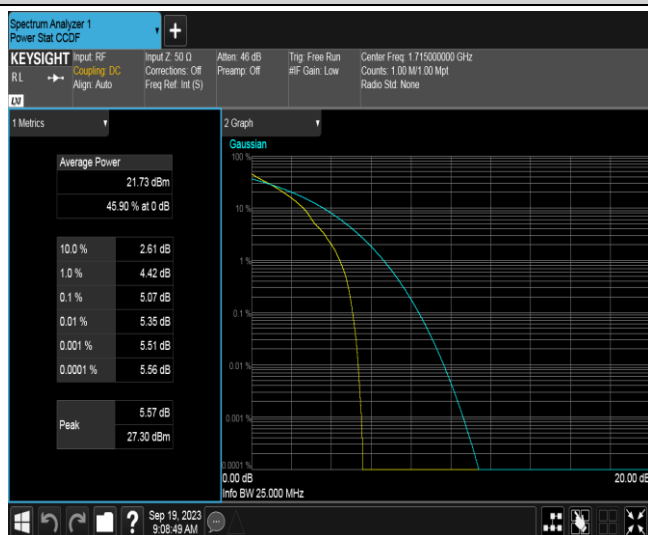 Spectrum Analyzer 1
Power Stat CCDF
KEYSIGHT
RL
LXI
Input: RF
Coupling: DC
Align: Auto
Input Z: 50 Ω
Corrections: Off
Freq Ref: Int (S)
Atten: 46 dB
Preamp: Off
Trig: Free Run
#IF Gain: Low
Center Freq: 1.715000000 GHz
Counts: 1.00 M/1.00 Mpt
Radio Std: None
1 Metrics
Average Power
21.73 dBm
45.90 % at 0 dB
10.0 % 2.61 dB
1.0 % 4.42 dB
0.1 % 5.07 dB
0.01 % 5.35 dB
0.001 % 5.51 dB
0.0001 % 5.56 dB
Peak
5.57 dB
27.30 dBm
2 Graph
Gaussian
100 %
10 %
1 %
0.1 %
0.01 %
0.001 %
0.0001 %
0.00 dB
20.00 dB
Info BW 25.000 MHz
Sep 19, 2023
9:08:49 AM